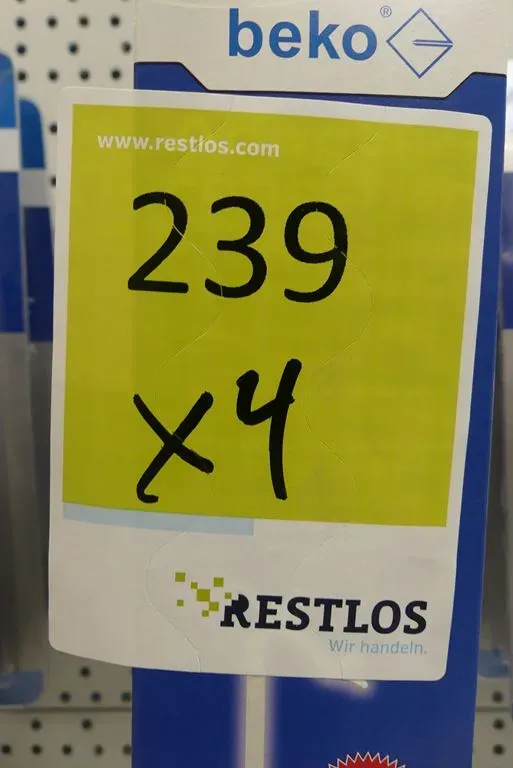 beko®
www.restlos.com
239
x4
RESTLOS
Wir handeln.